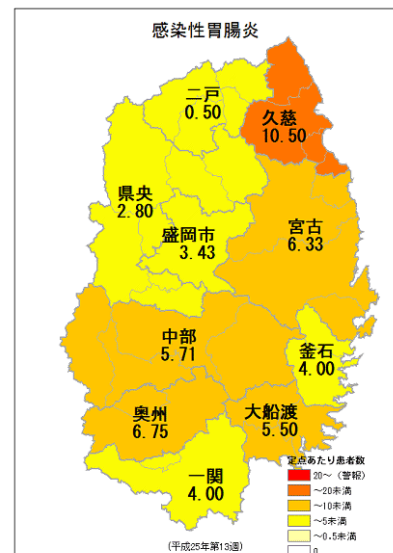 感染性胃腸炎
二戸
0.50
久慈
10.50
県央
2.80
盛岡市
3.43
宮古
6.33
中部
5.71
釜石
4.00
奥州
6.75
大船渡
5.50
一関
4.00
定点あたり患者数
20～（警報）
～20未満
～10未満
～5未満
～0.5未満
0
(平成25年第13週)